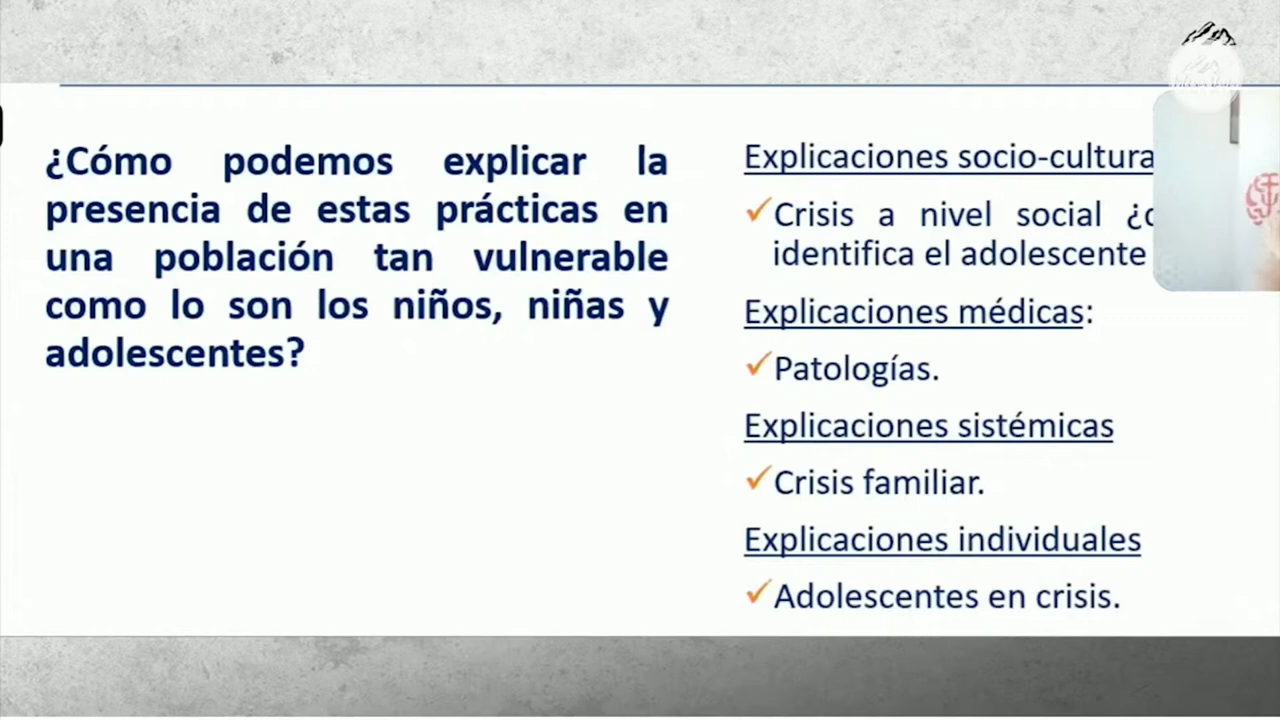 ¿Cómo podemos explicar la
presencia de estas prácticas en
una población tan vulnerable
como lo son los niños, niñas y
adolescentes?
Explicaciones socio-cultura
✓Crisis a nivel social
identifica el adolescente
Explicaciones médicas:
✓Patologías.
Explicaciones sistémicas
✓Crisis familiar.
Explicaciones individuales
✓Adolescentes en crisis.